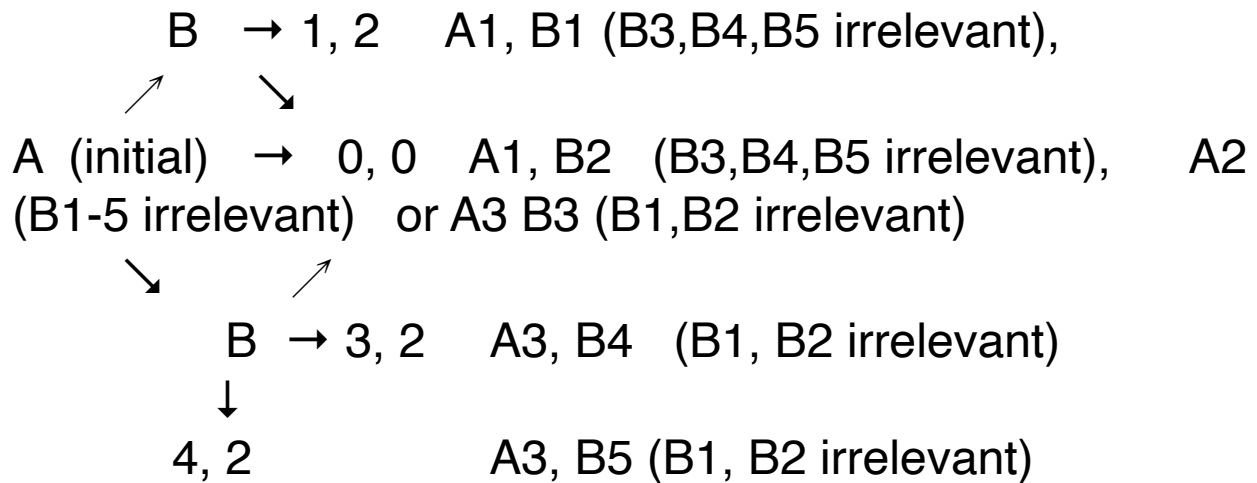 B → 1, 2 A1, B1 (B3,B4,B5 irrelevant),
↗ ↘
A (initial) → 0, 0 A1, B2 (B3,B4,B5 irrelevant), A2
(B1-5 irrelevant) or A3 B3 (B1,B2 irrelevant)
↘ ↗
B → 3, 2 A3, B4 (B1, B2 irrelevant)
↓
4, 2 A3, B5 (B1, B2 irrelevant)